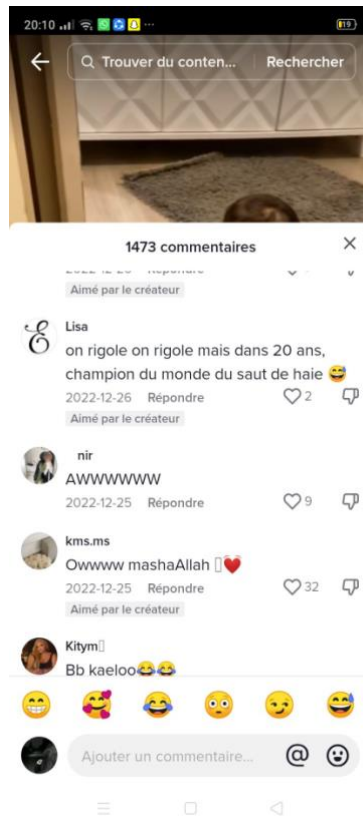 20:10
19
Trouver du conten... Rechercher
1473 commentaires
Aimé par le créateur
Lisa
on rigole on rigole mais dans 20 ans,
champion du monde du saut de haie 😅
2022-12-26 Répondre 2
Aimé par le créateur
nir
AWWWWWW
2022-12-25 Répondre 9
kms.ms
Owwww mashaAllah ▯💓
2022-12-25 Répondre 32
Aimé par le créateur
Kitym▯
Bb kaeloo😂😂
😁 🥰 😂 😳 😏 😅
Ajouter un commentaire... @